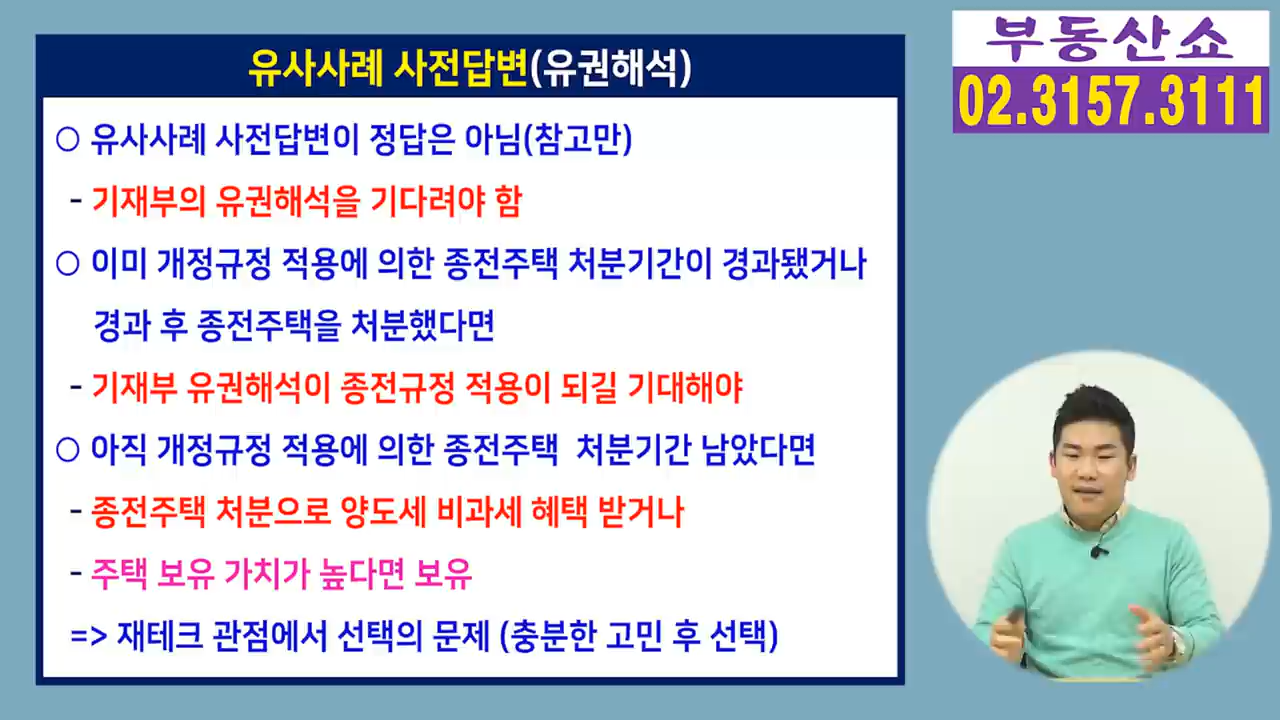 유사사례 사전답변(유권해석)
부동산쇼
02.3157.3111
○ 유사사례 사전답변이 정답은 아님(참고만)
- 기재부의 유권해석을 기다려야 함
○ 이미 개정규정 적용에 의한 종전주택 처분기간이 경과됐거나
경과 후 종전주택을 처분했다면
- 기재부 유권해석이 종전규정 적용이 되길 기대해야
○ 아직 개정규정 적용에 의한 종전주택 처분기간 남았다면
- 종전주택 처분으로 양도세 비과세 혜택 받거나
- 주택 보유 가치가 높다면 보유
=> 재테크 관점에서 선택의 문제 (충분한 고민 후 선택)